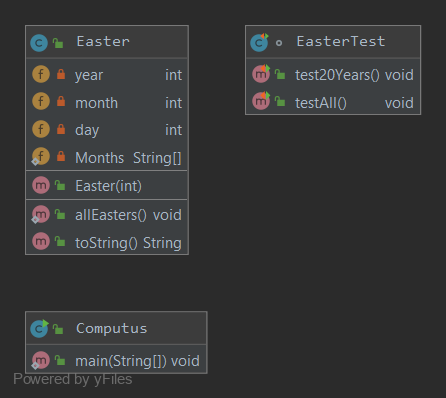 Easter
year int
month int
day int
Months String[]
Easter(int)
allEasters() void
toString() String
EasterTest
test20Years() void
testAll() void
Computus
main(String[]) void
Powered by yFiles